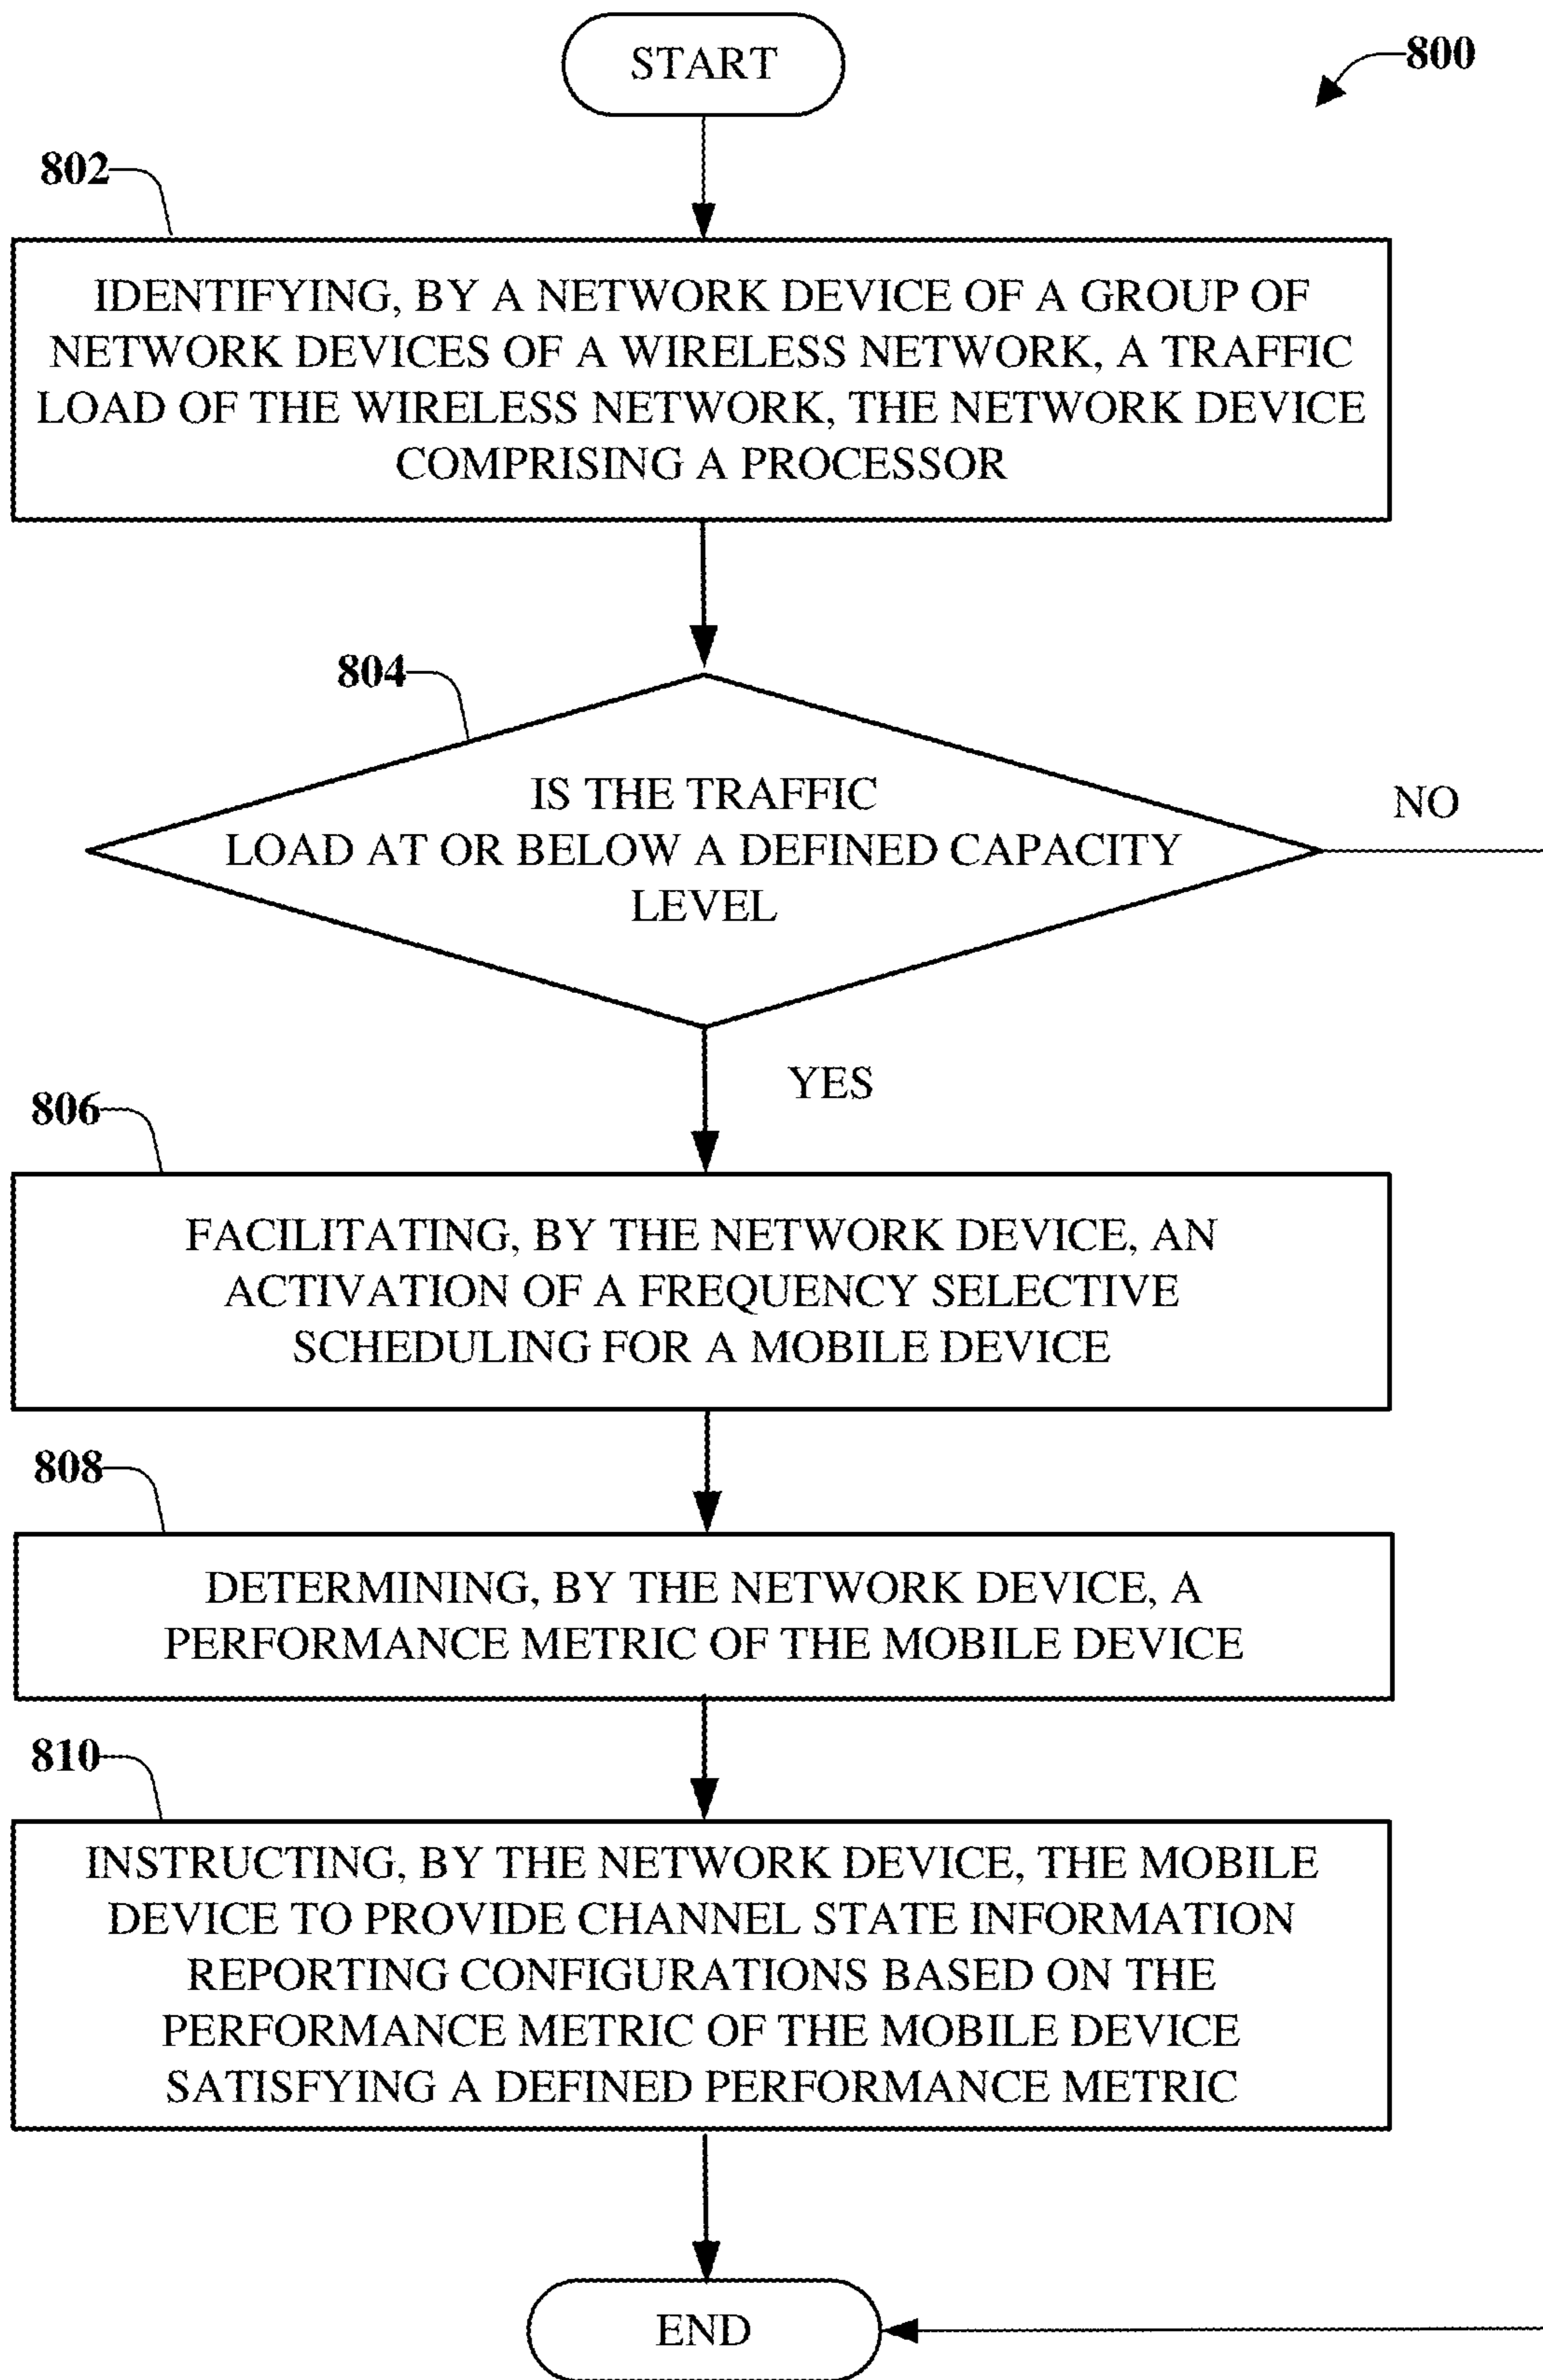 START
800
802
IDENTIFYING, BY A NETWORK DEVICE OF A GROUP OF
NETWORK DEVICES OF A WIRELESS NETWORK, A TRAFFIC
LOAD OF THE WIRELESS NETWORK, THE NETWORK DEVICE
COMPRISING A PROCESSOR
804
IS THE TRAFFIC
LOAD AT OR BELOW A DEFINED CAPACITY
LEVEL
NO
YES
806
FACILITATING, BY THE NETWORK DEVICE, AN
ACTIVATION OF A FREQUENCY SELECTIVE
SCHEDULING FOR A MOBILE DEVICE
808
DETERMINING, BY THE NETWORK DEVICE, A
PERFORMANCE METRIC OF THE MOBILE DEVICE
810
INSTRUCTING, BY THE NETWORK DEVICE, THE MOBILE
DEVICE TO PROVIDE CHANNEL STATE INFORMATION
REPORTING CONFIGURATIONS BASED ON THE
PERFORMANCE METRIC OF THE MOBILE DEVICE
SATISFYING A DEFINED PERFORMANCE METRIC
END